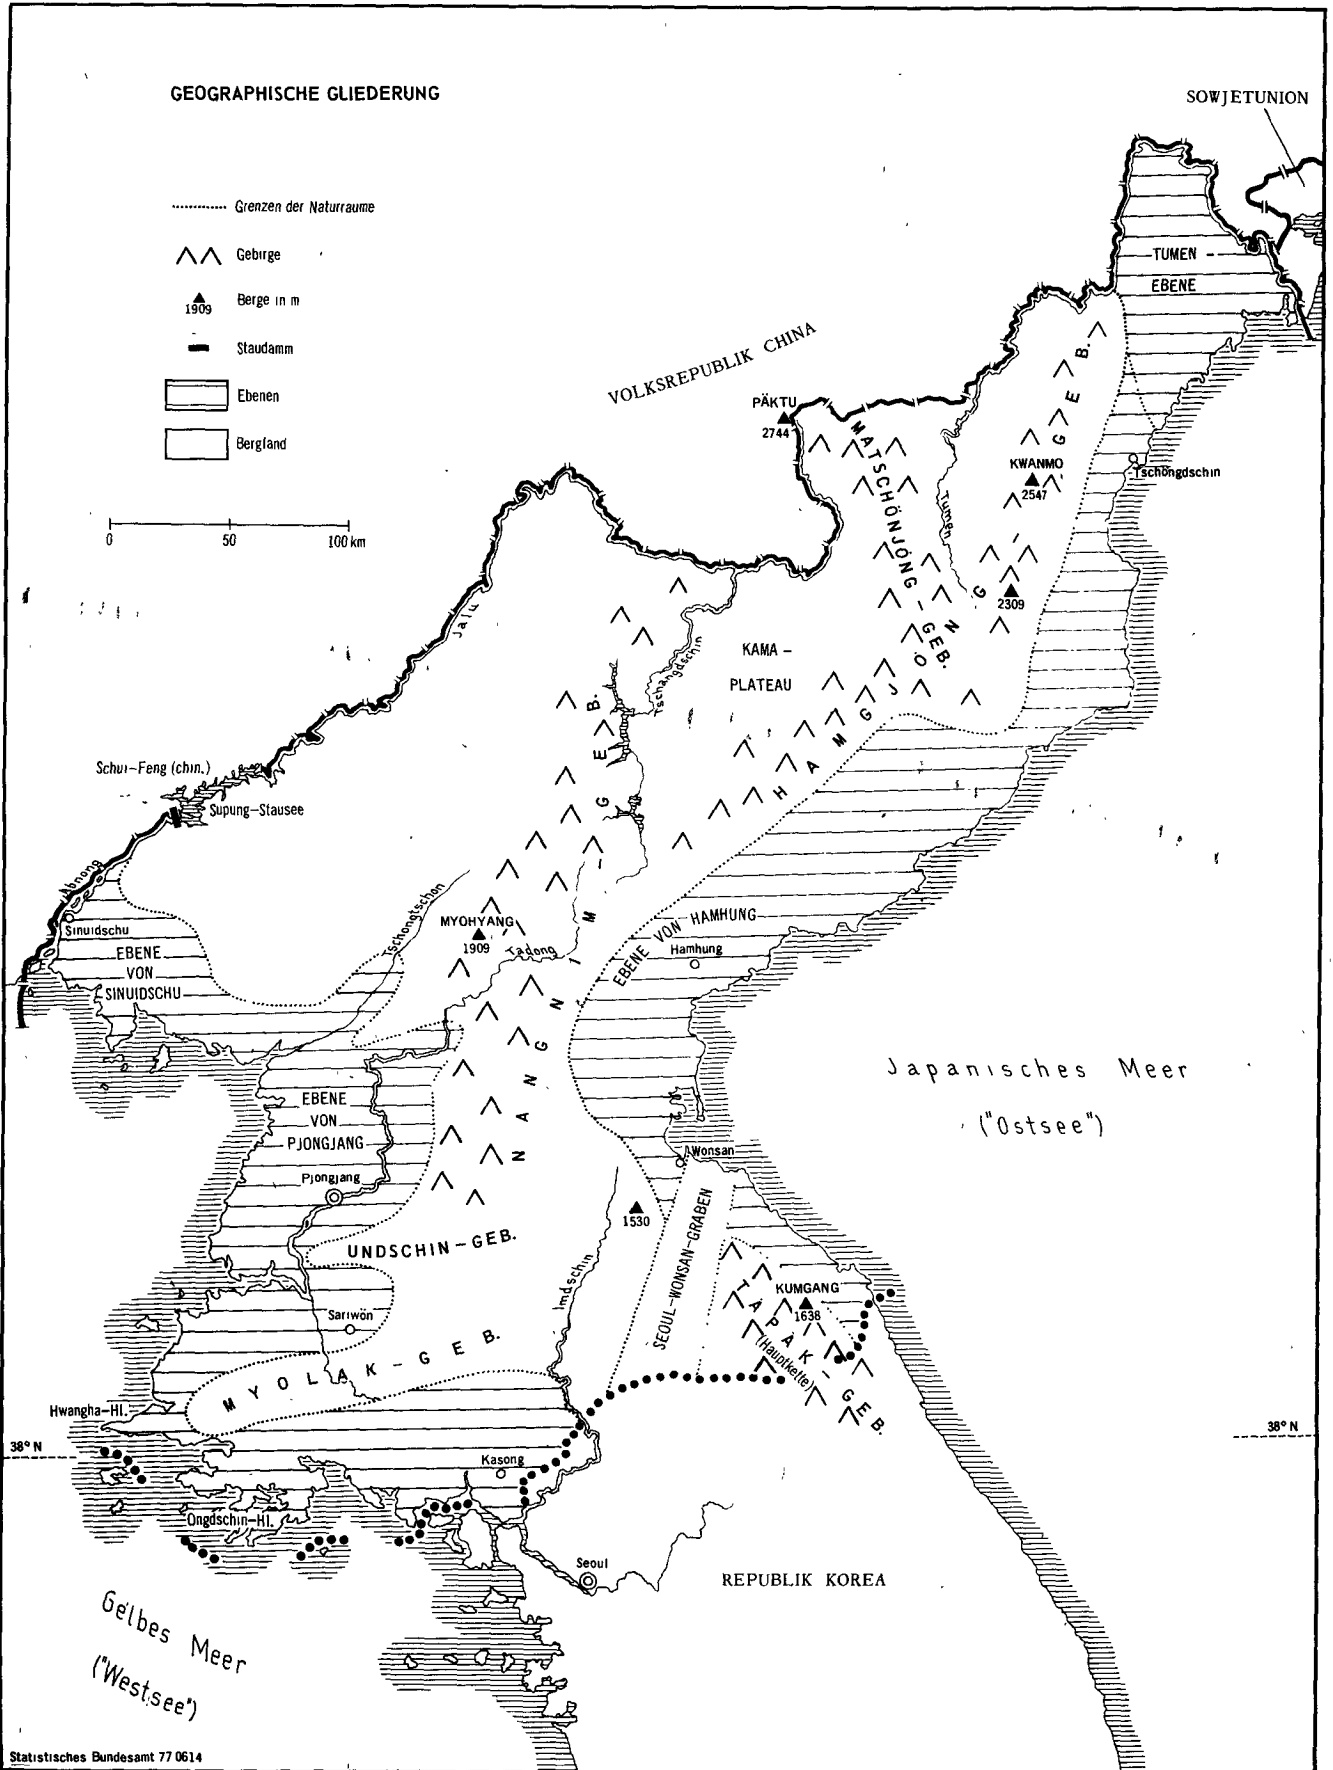 GEOGRAPHISCHE GLIEDERUNG
SOWJETUNION
Grenzen der Naturräume
Gebirge
1909
Berge in m
Staudamm
Ebenen
Bergland
0 50 100 km
VOLKSREPUBLIK CHINA
TUMEN
EBENE
PÄKTU
2744
MATSCHÖNJÖNG-GEB.
KWANMO
2547
Tschöngdschin
Tumen
2309
HAMGJÖNG-GEB.
Jalu
Tschangdschin
KAMA-
PLATEAU
Schui-Feng (chin.)
Supung-Stausee
Abnong
Sinuidschu
EBENE
VON
SINUIDSCHU
Tschongtschon
MYOHYANG
1909
Tadong
NANGNIM-GEB.
EBENE VON HAMHUNG
Hamhung
Japanisches Meer
("Ostsee")
EBENE
VON
PJONGJANG
Pjongjang
Wonsan
1530
UNDSCHIN-GEB.
Imdschin
SEOUL-WONSAN-GRABEN
KUMGANG
1638
TÄPÄK-GEB.
(Hauptkette)
Sariwön
MYOLAK-GEB.
Hwangha-Hl.
38° N
38° N
Kasong
Ongdschin-Hl.
Seoul
REPUBLIK KOREA
Gelbes Meer
("Westsee")
Statistisches Bundesamt 77 0614